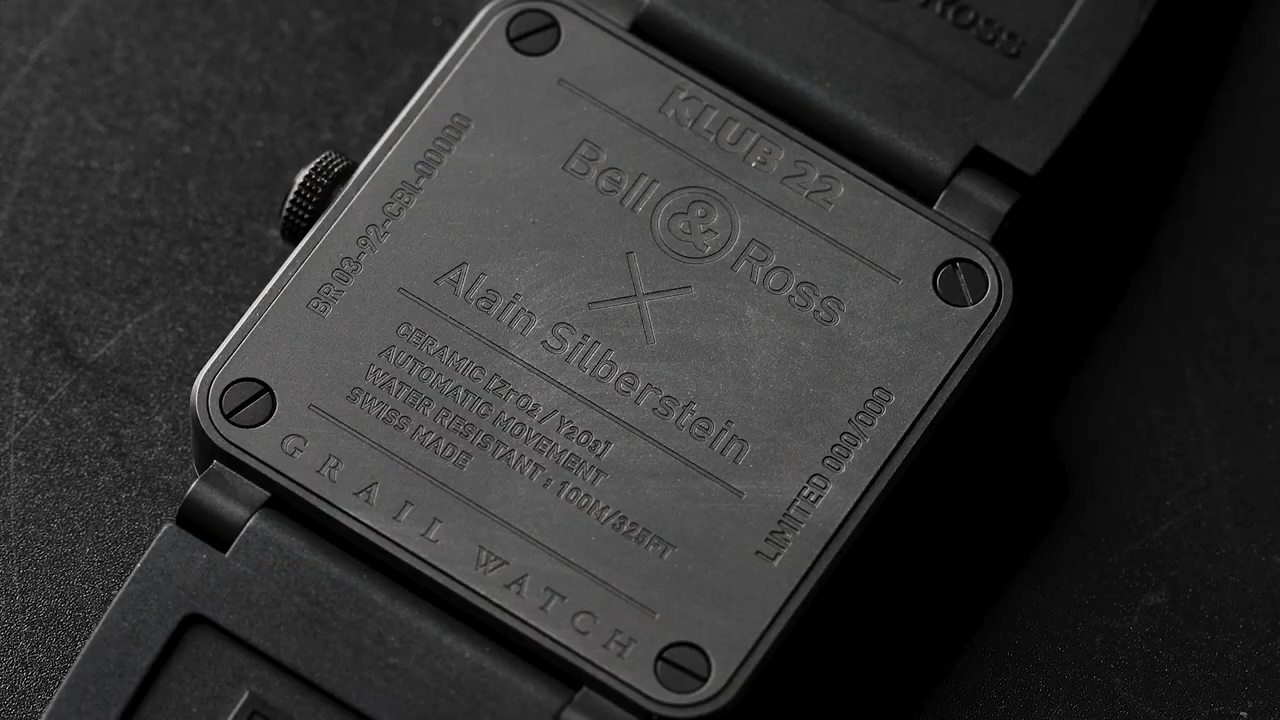 ROSS
KLUB 22
Bell & ROSS
X
Alain Silberstein
CERAMIC [ZrO2 / Y2O3]
AUTOMATIC MOVEMENT
WATER RESISTANT : 100M/325FT
SWISS MADE
GRAIL WATCH
BR03-92-CBL-00000
LIMITED 000/000